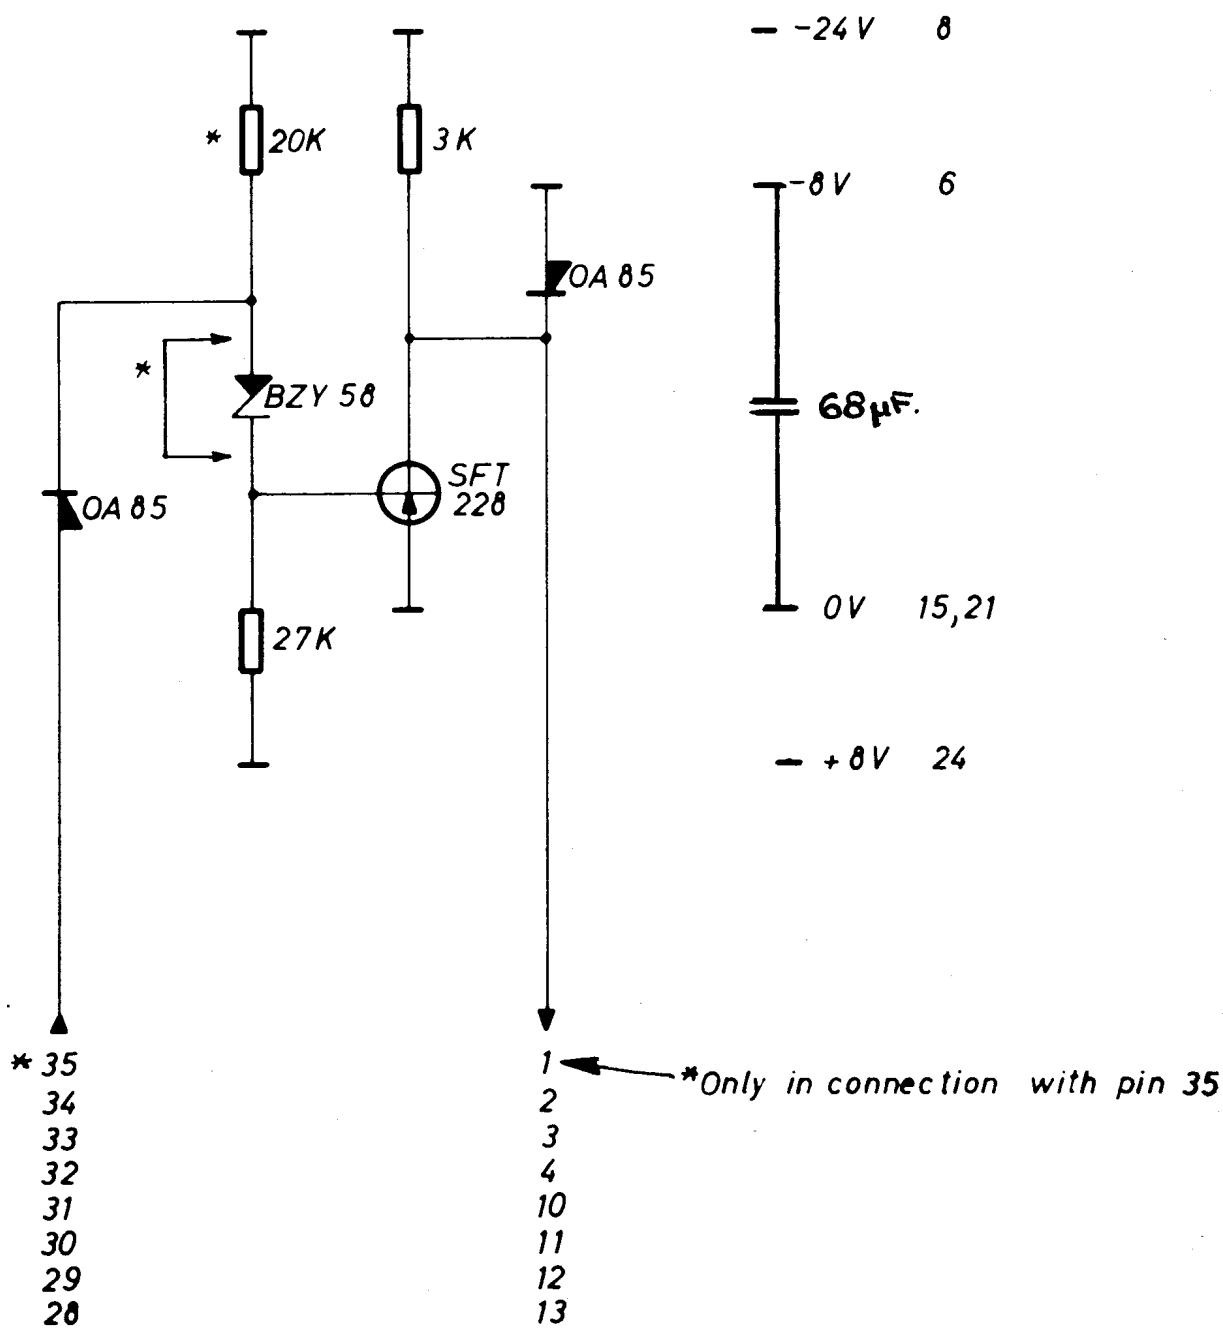 -24V 8
* 20K
3K
-8V 6
OA 85
*
BZY 58
68µF.
SFT
228
OA 85
0V 15,21
27K
+8V 24
* 35
1
*Only in connection with pin 35
34
2
33
3
32
4
31
10
30
11
29
12
28
13